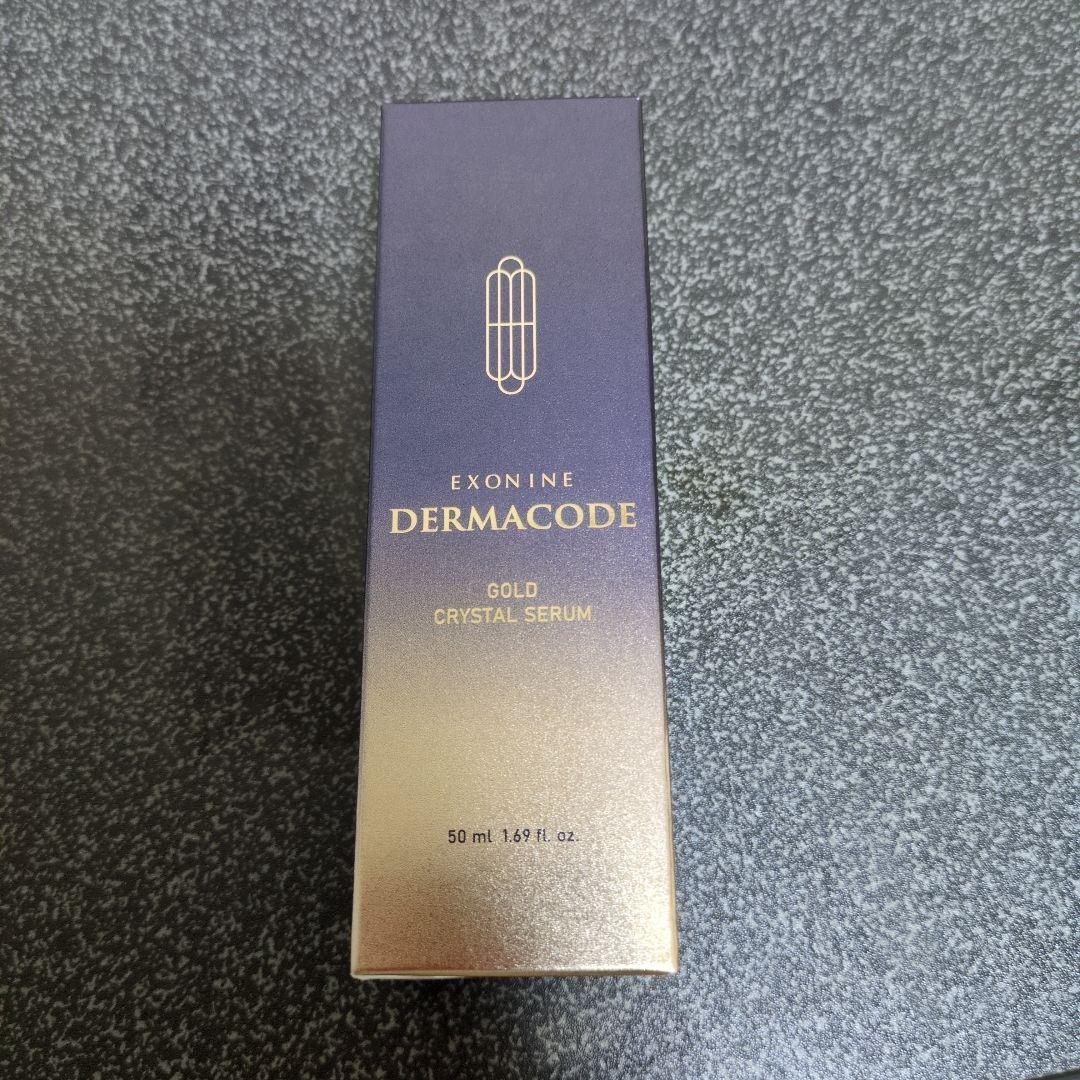 EXONINE
DERMACODE
GOLD
CRYSTAL SERUM
50 ml 1.69 fl. oz.